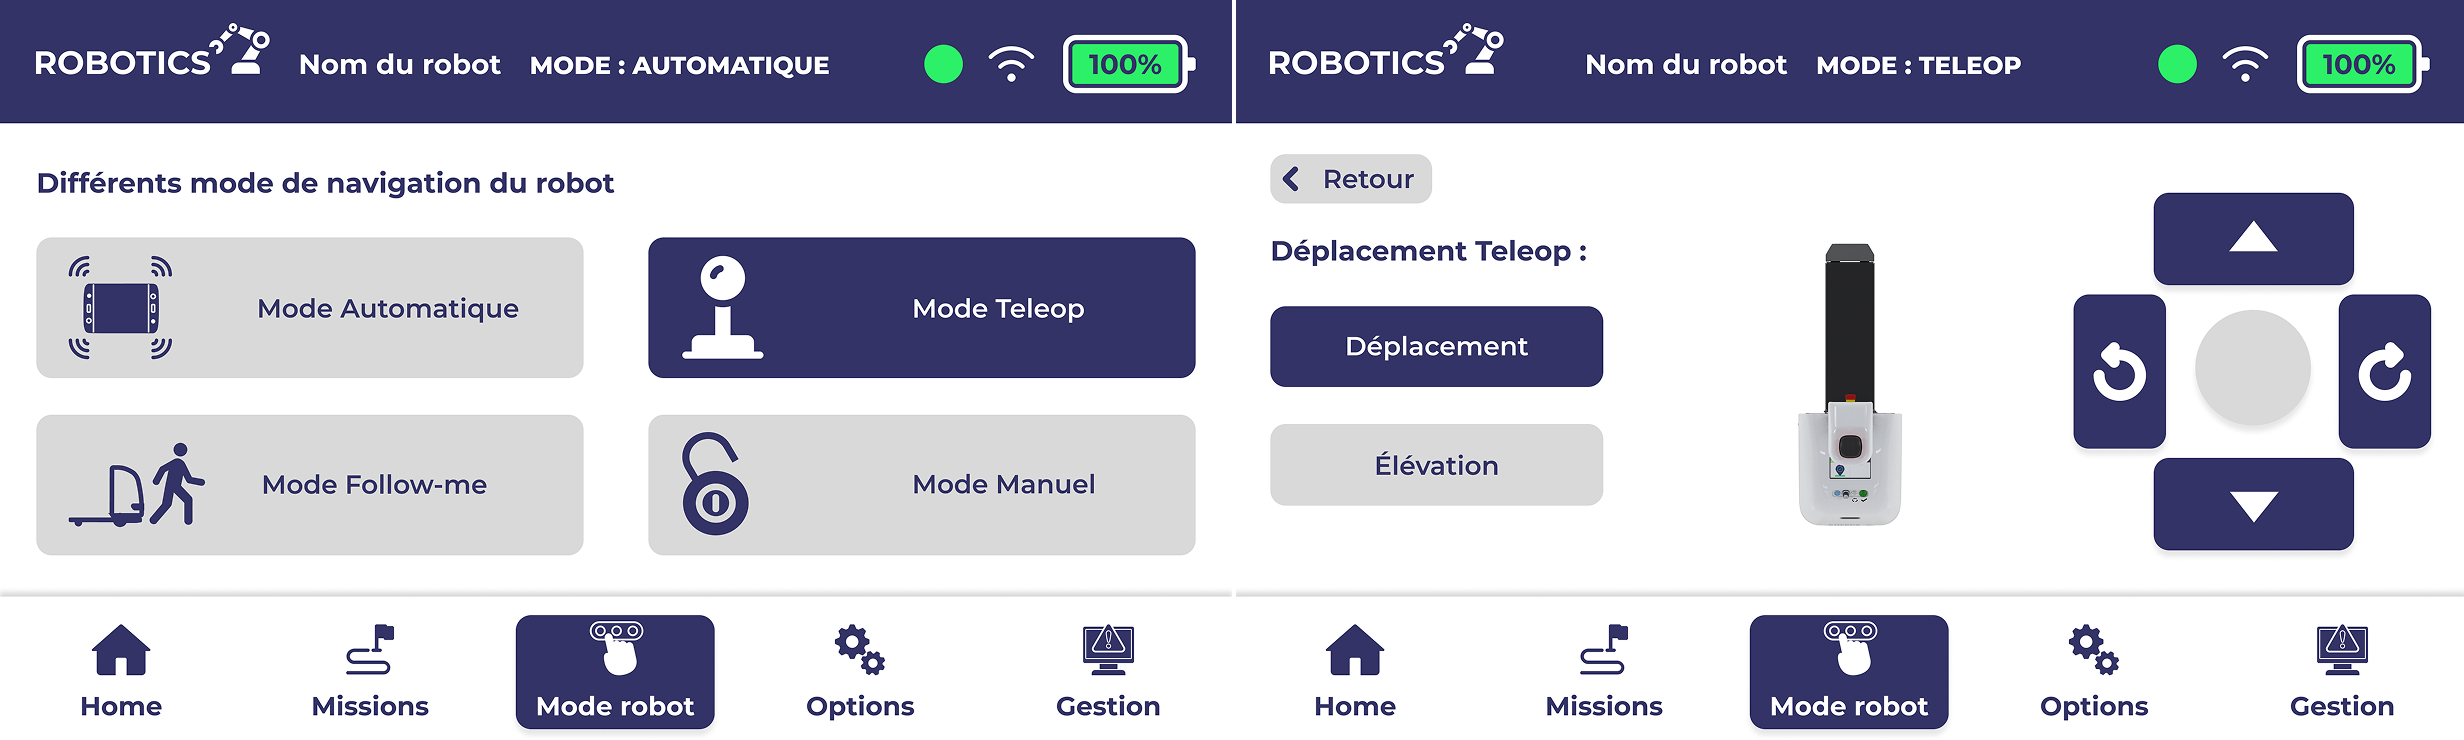 ROBOTICS Nom du robot MODE : AUTOMATIQUE 100%
Différents mode de navigation du robot
Mode Automatique
Mode Teleop
Mode Follow-me
Mode Manuel
Home
Missions
Mode robot
Options
Gestion
ROBOTICS Nom du robot MODE : TELEOP 100%
Retour
Déplacement Teleop :
Déplacement
Élévation
Home
Missions
Mode robot
Options
Gestion